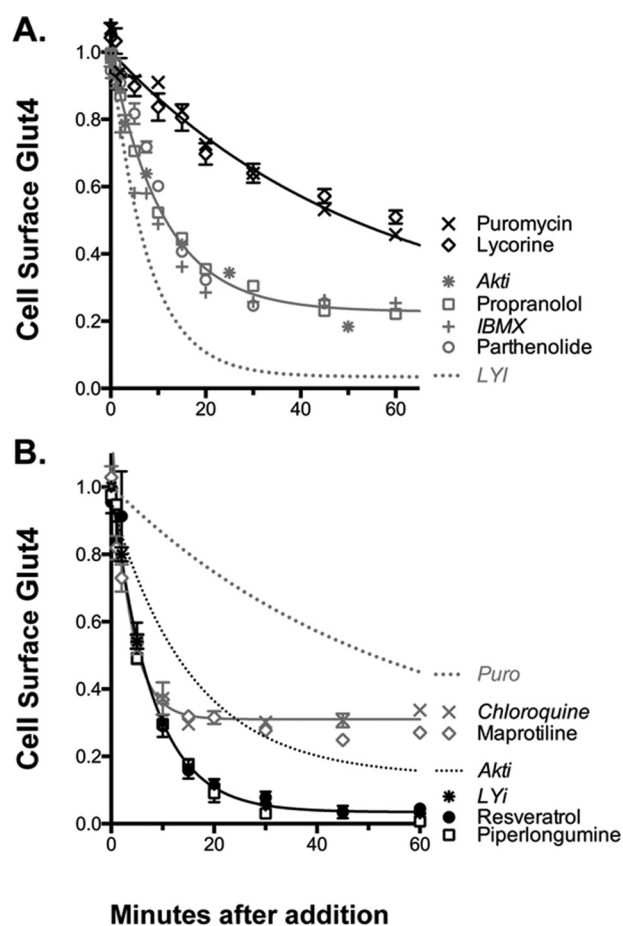 A.
Cell Surface Glut4
1.0
0.8
0.6
0.4
0.2
0.0
0
20
40
60
Puromycin
Lycorine
Akti
Propranolol
IBMX
Parthenolide
LYI
B.
Cell Surface Glut4
1.0
0.8
0.6
0.4
0.2
0.0
0
20
40
60
Puro
Chloroquine
Maprotiline
Akti
LYi
Resveratrol
Piperlongumine
Minutes after addition